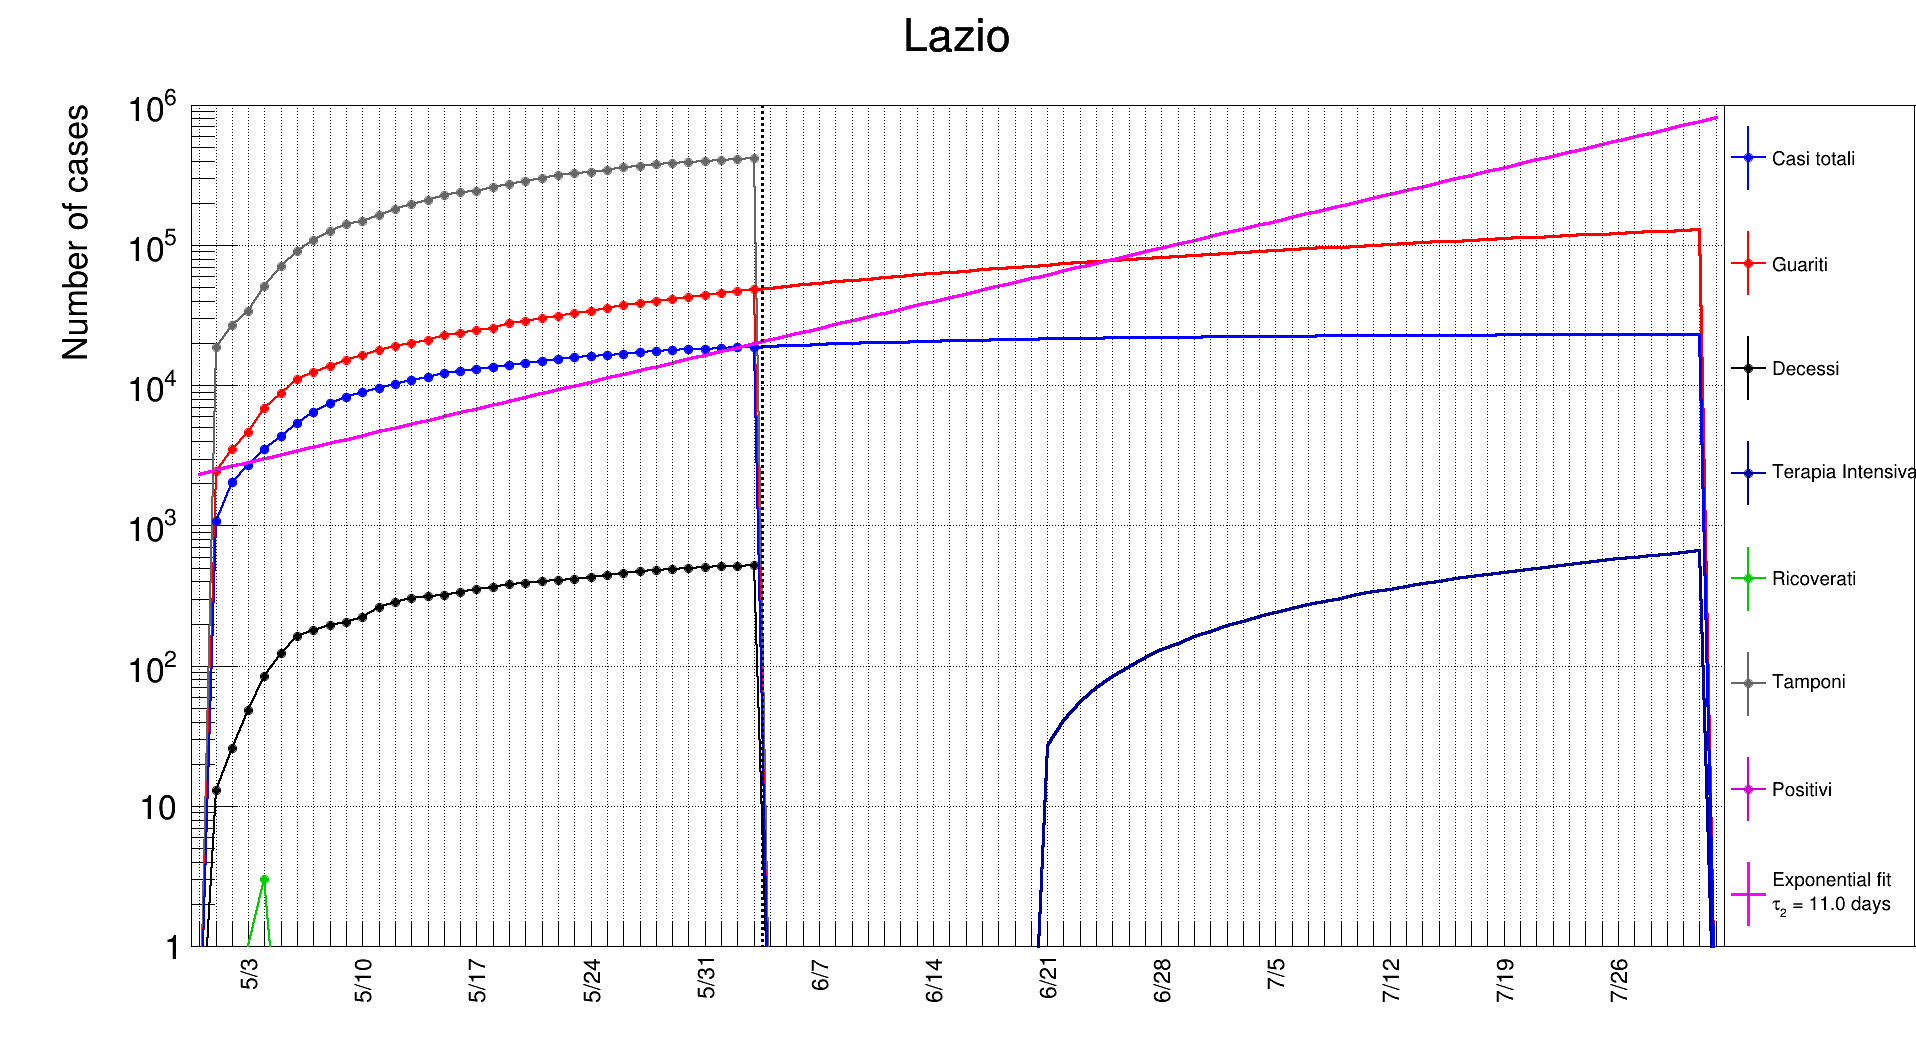 Lazio
Number of cases
10^6
10^5
10^4
10^3
10^2
10
1
5/3
5/10
5/17
5/24
5/31
6/7
6/14
6/21
6/28
7/5
7/12
7/19
7/26
Casi totali
Guariti
Decessi
Terapia Intensiva
Ricoverati
Tamponi
Positivi
Exponential fit
τ₂ = 11.0 days